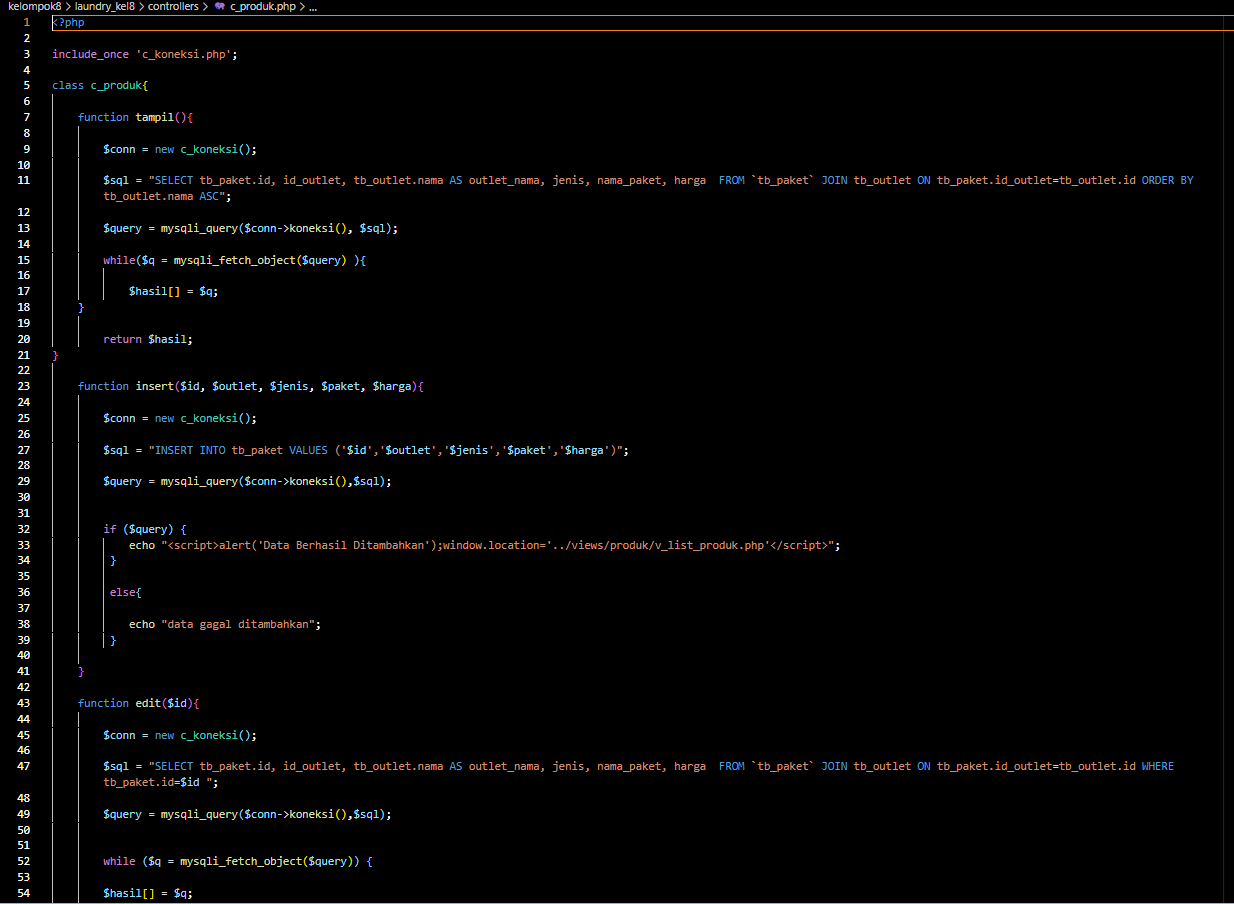 kelompok8 > laundry_kel8 > controllers > c_produk.php > ...
1 <?php
2
3 include_once 'c_koneksi.php';
4
5 class c_produk{
6
7 function tampil(){
8
9 $conn = new c_koneksi();
10
11 $sql = "SELECT tb_paket.id, id_outlet, tb_outlet.nama AS outlet_nama, jenis, nama_paket, harga  FROM `tb_paket` JOIN tb_outlet ON tb_paket.id_outlet=tb_outlet.id ORDER BY
tb_outlet.nama ASC";
12
13 $query = mysqli_query($conn->koneksi(), $sql);
14
15 while($q = mysqli_fetch_object($query) ){
16
17 $hasil[] = $q;
18 }
19
20 return $hasil;
21 }
22
23 function insert($id, $outlet, $jenis, $paket, $harga){
24
25 $conn = new c_koneksi();
26
27 $sql = "INSERT INTO tb_paket VALUES ('$id','$outlet','$jenis','$paket','$harga')";
28
29 $query = mysqli_query($conn->koneksi(),$sql);
30
31
32 if ($query) {
33 echo "<script>alert('Data Berhasil Ditambahkan');window.location='../views/produk/v_list_produk.php'</script>";
34 }
35
36 else{
37
38 echo "data gagal ditambahkan";
39 }
40
41 }
42
43 function edit($id){
44
45 $conn = new c_koneksi();
46
47 $sql = "SELECT tb_paket.id, id_outlet, tb_outlet.nama AS outlet_nama, jenis, nama_paket, harga  FROM `tb_paket` JOIN tb_outlet ON tb_paket.id_outlet=tb_outlet.id WHERE
tb_paket.id=$id ";
48
49 $query = mysqli_query($conn->koneksi(),$sql);
50
51
52 while ($q = mysqli_fetch_object($query)) {
53
54 $hasil[] = $q;